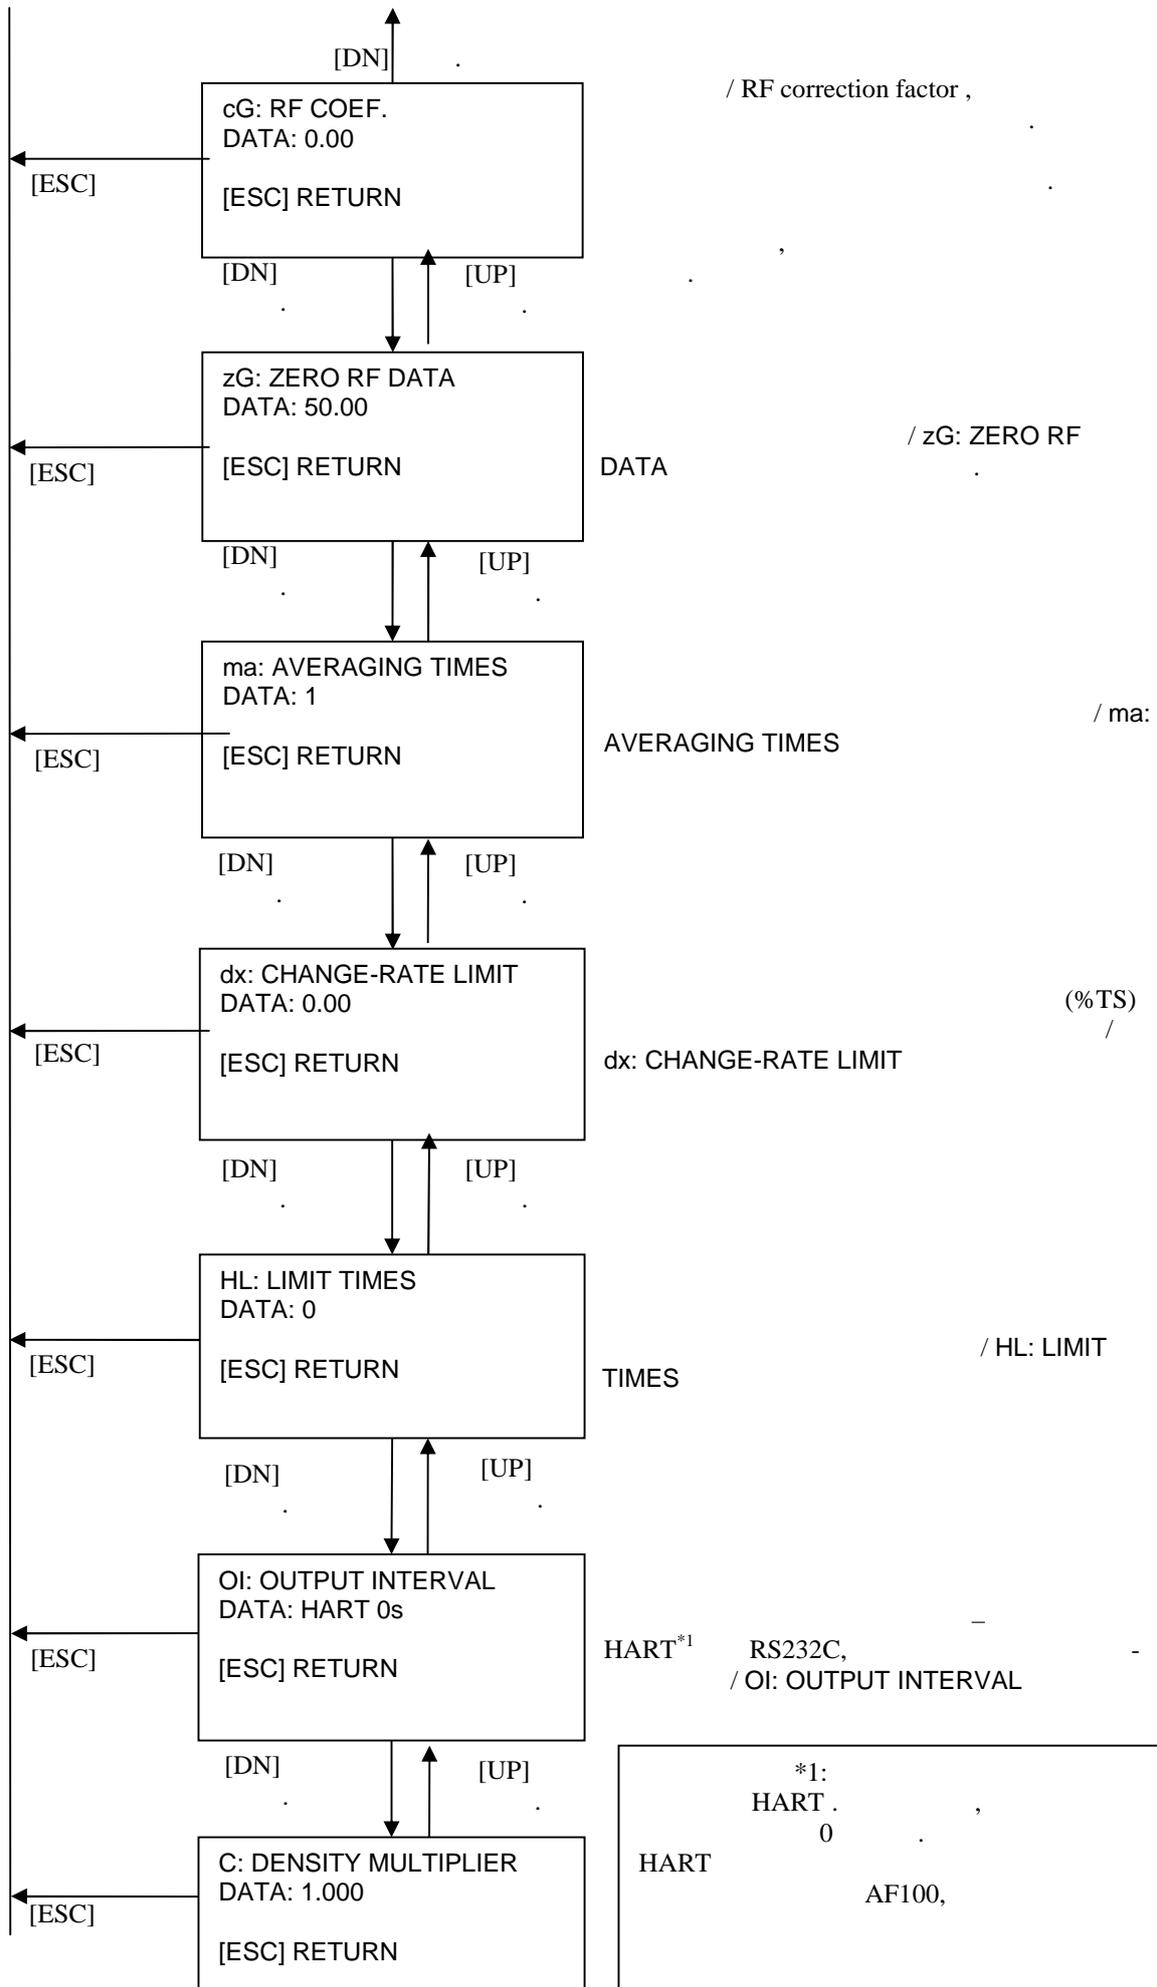 [DN] .
cG: RF COEF.
DATA: 0.00
[ESC] RETURN
[ESC]
/ RF correction factor ,
.
.
,
.
[DN] [UP]
. .
zG: ZERO RF DATA
DATA: 50.00
[ESC] RETURN
[ESC]
/ zG: ZERO RF
DATA .
[DN] [UP]
. .
ma: AVERAGING TIMES
DATA: 1
[ESC] RETURN
[ESC]
/ ma:
AVERAGING TIMES
[DN] [UP]
. .
dx: CHANGE-RATE LIMIT
DATA: 0.00
[ESC] RETURN
[ESC]
(%TS)
/
dx: CHANGE-RATE LIMIT
[DN] [UP]
. .
HL: LIMIT TIMES
DATA: 0
[ESC] RETURN
[ESC]
/ HL: LIMIT
TIMES
[DN] [UP]
. .
OI: OUTPUT INTERVAL
DATA: HART 0s
[ESC] RETURN
[ESC]
–
HART*1 RS232C, -
/ OI: OUTPUT INTERVAL
[DN] [UP]
. .
C: DENSITY MULTIPLIER
DATA: 1.000
[ESC] RETURN
[ESC]
*1:
HART . ,
0 .
HART
AF100,